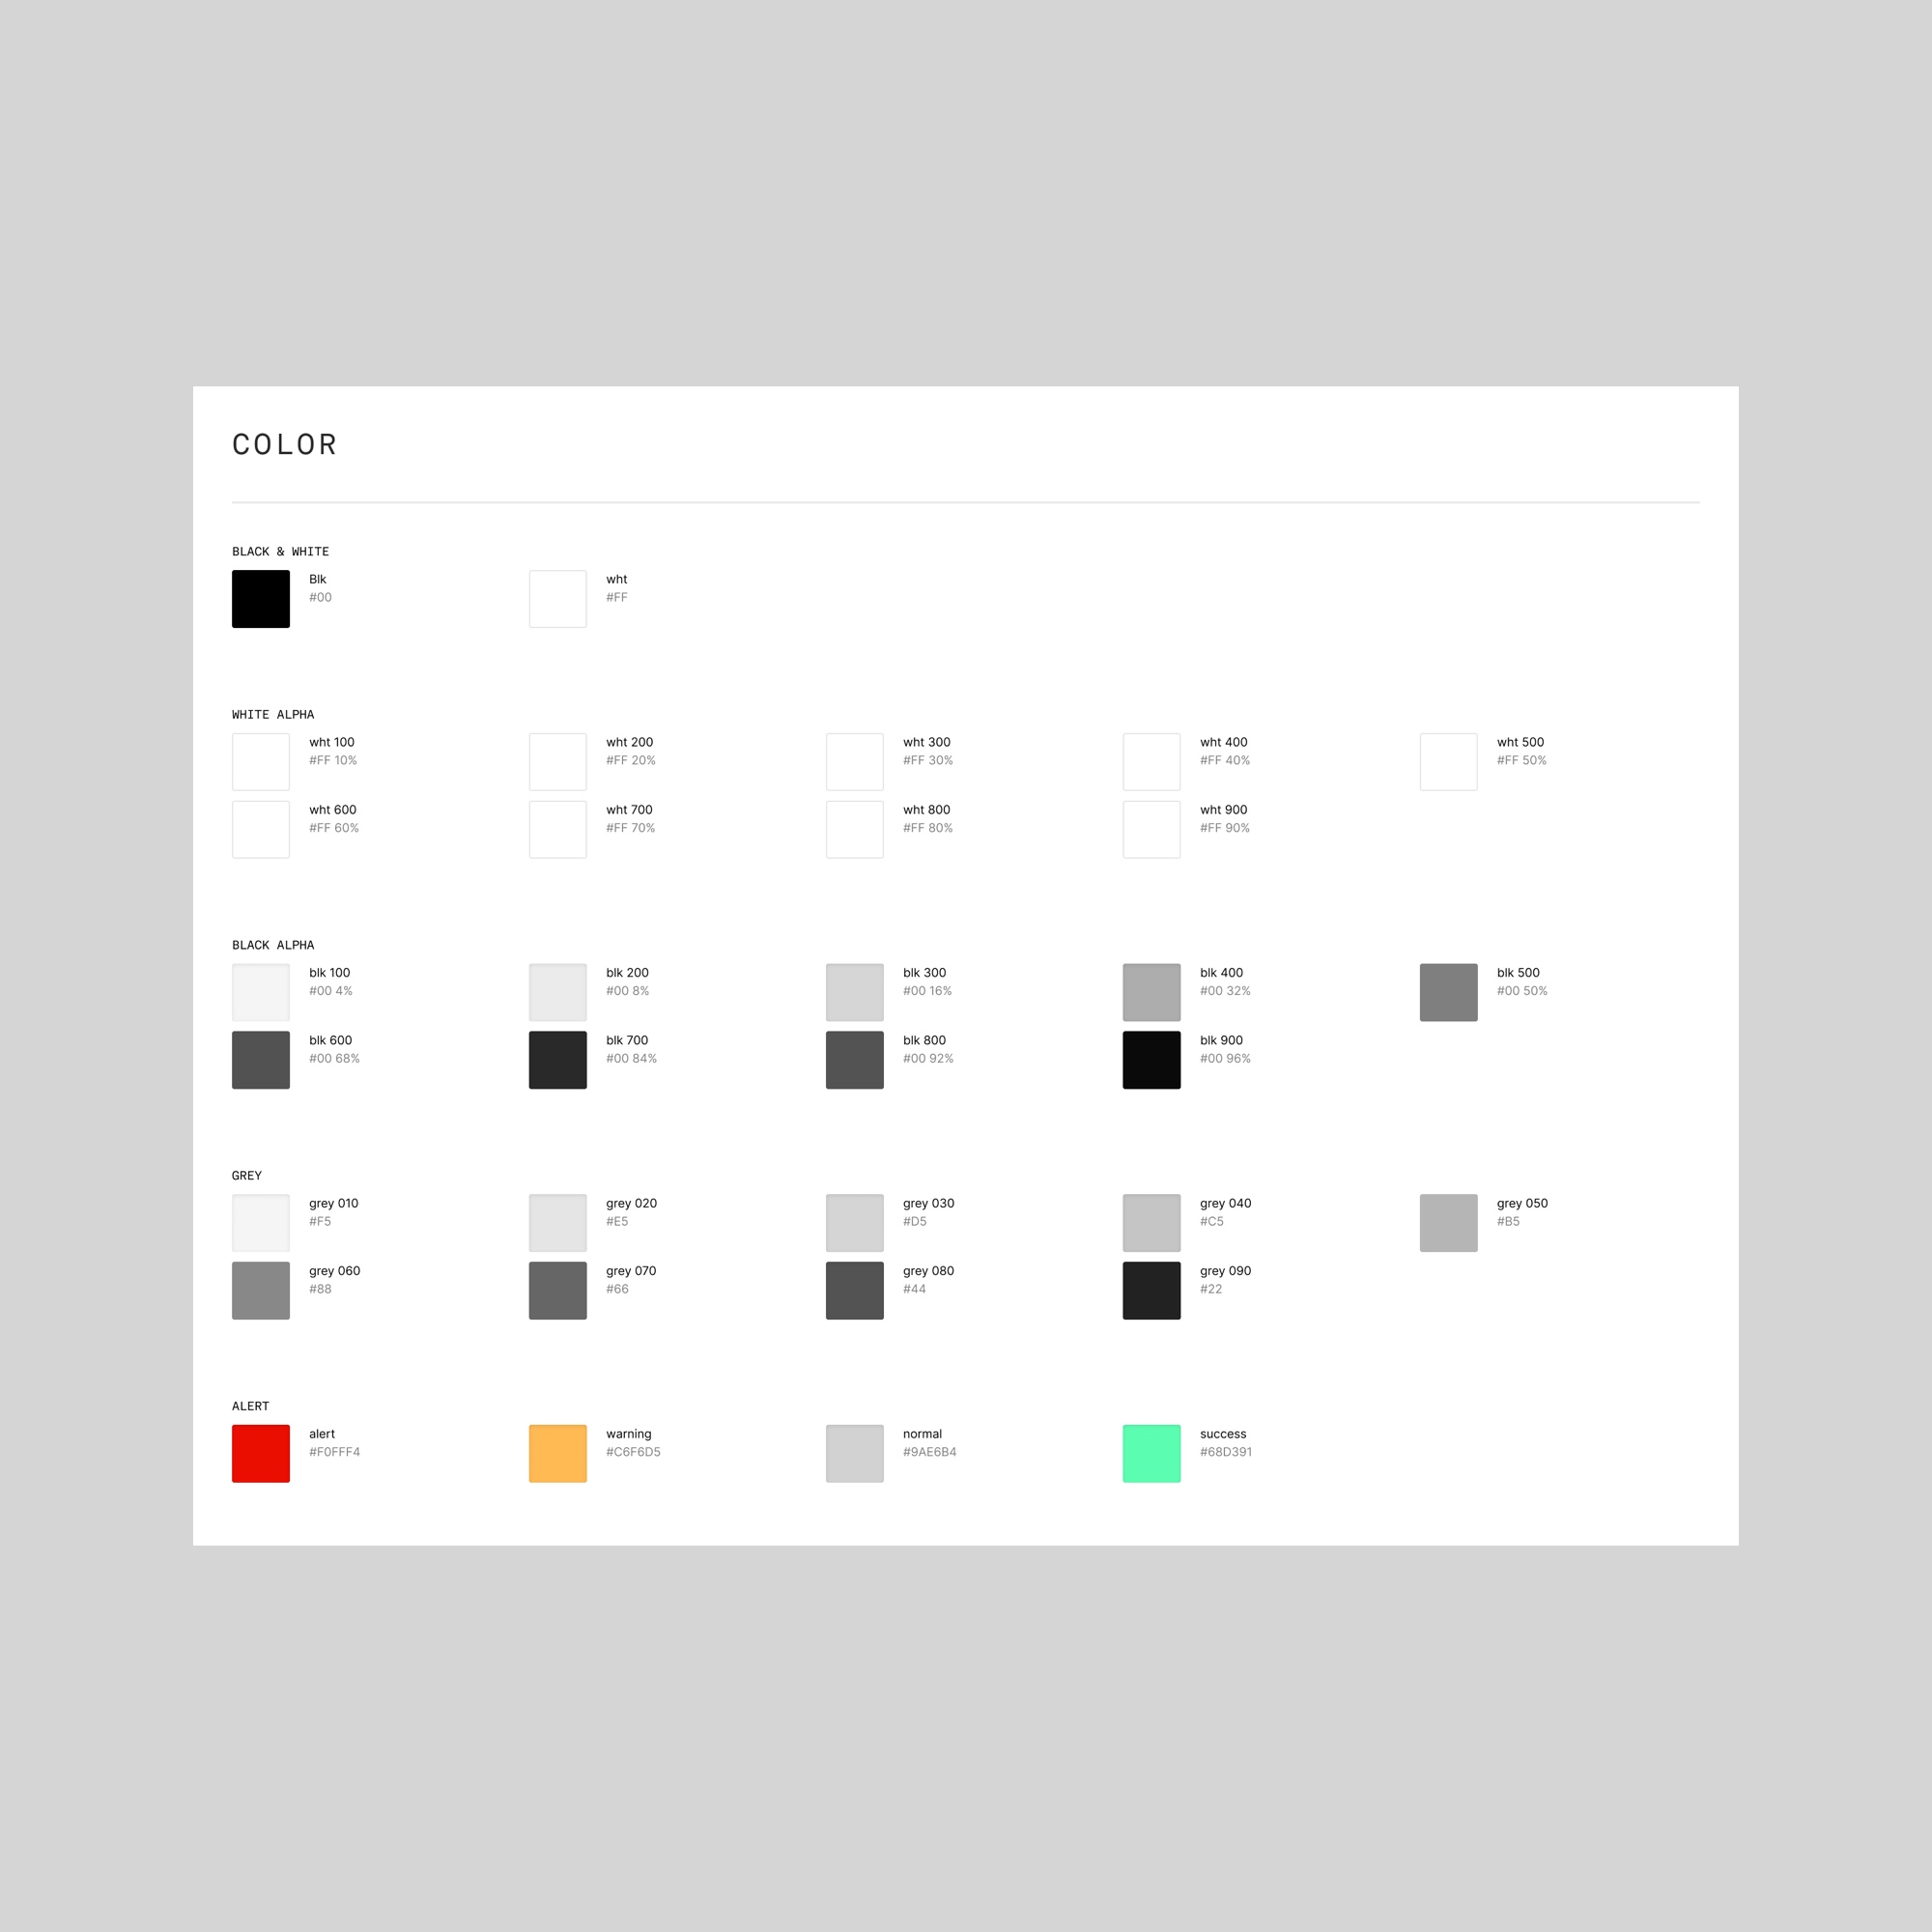 COLOR
BLACK & WHITE
Blk
#00
wht
#FF
WHITE ALPHA
wht 100
#FF 10%
wht 200
#FF 20%
wht 300
#FF 30%
wht 400
#FF 40%
wht 500
#FF 50%
wht 600
#FF 60%
wht 700
#FF 70%
wht 800
#FF 80%
wht 900
#FF 90%
BLACK ALPHA
blk 100
#00 4%
blk 200
#00 8%
blk 300
#00 16%
blk 400
#00 32%
blk 500
#00 50%
blk 600
#00 68%
blk 700
#00 84%
blk 800
#00 92%
blk 900
#00 96%
GREY
grey 010
#F5
grey 020
#E5
grey 030
#D5
grey 040
#C5
grey 050
#B5
grey 060
#88
grey 070
#66
grey 080
#44
grey 090
#22
ALERT
alert
#F0FFF4
warning
#C6F6D5
normal
#9AE6B4
success
#68D391